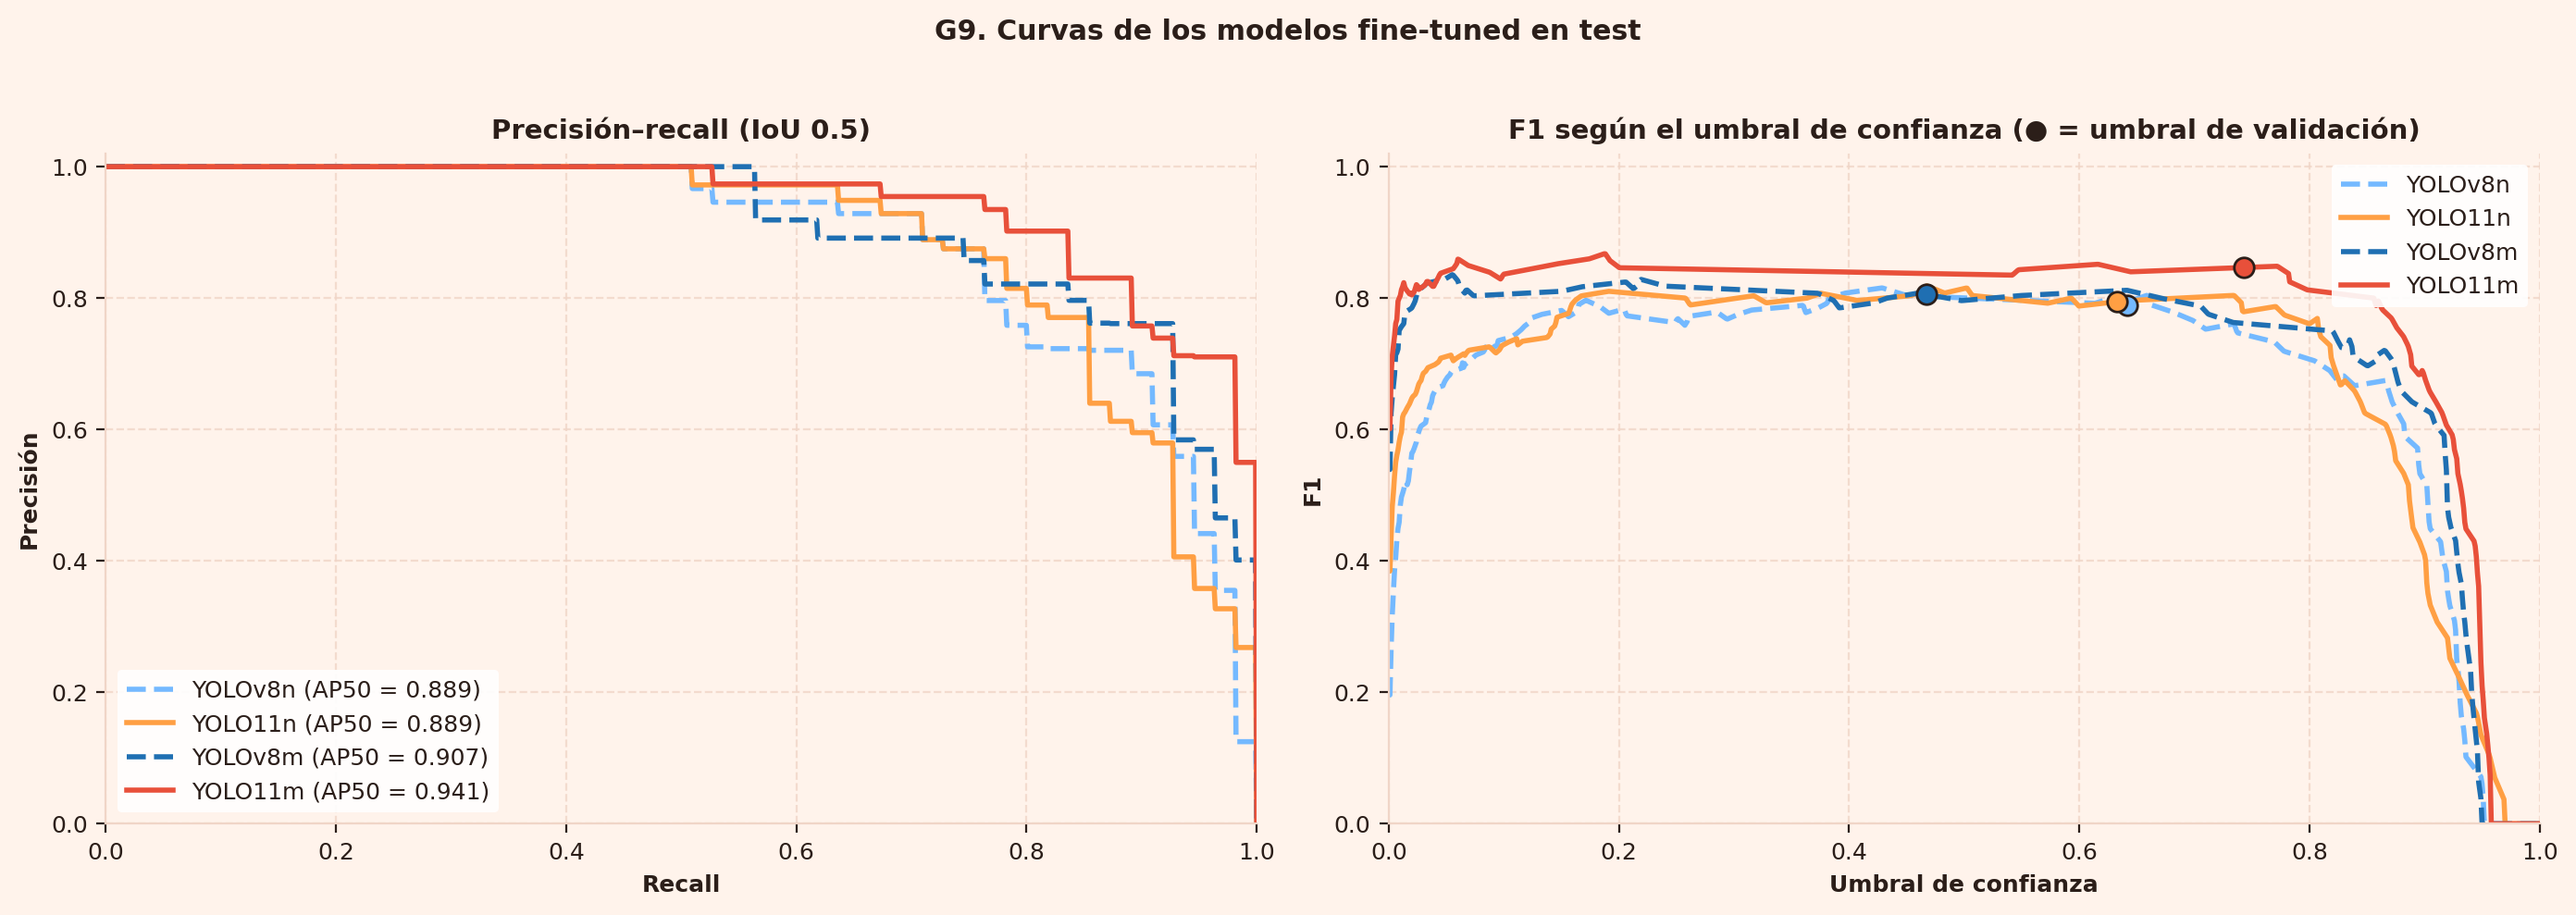 G9. Curvas de los modelos fine-tuned en test
Precisión–recall (IoU 0.5)
1.0
0.8
0.6
0.4
0.2
0.0
Precisión
YOLOv8n (AP50 = 0.889)
YOLO11n (AP50 = 0.889)
YOLOv8m (AP50 = 0.907)
YOLO11m (AP50 = 0.941)
0.0 0.2 0.4 0.6 0.8 1.0
Recall
F1 según el umbral de confianza (● = umbral de validación)
1.0
0.8
0.6
0.4
0.2
0.0
F1
YOLOv8n
YOLO11n
YOLOv8m
YOLO11m
0.0 0.2 0.4 0.6 0.8 1.0
Umbral de confianza